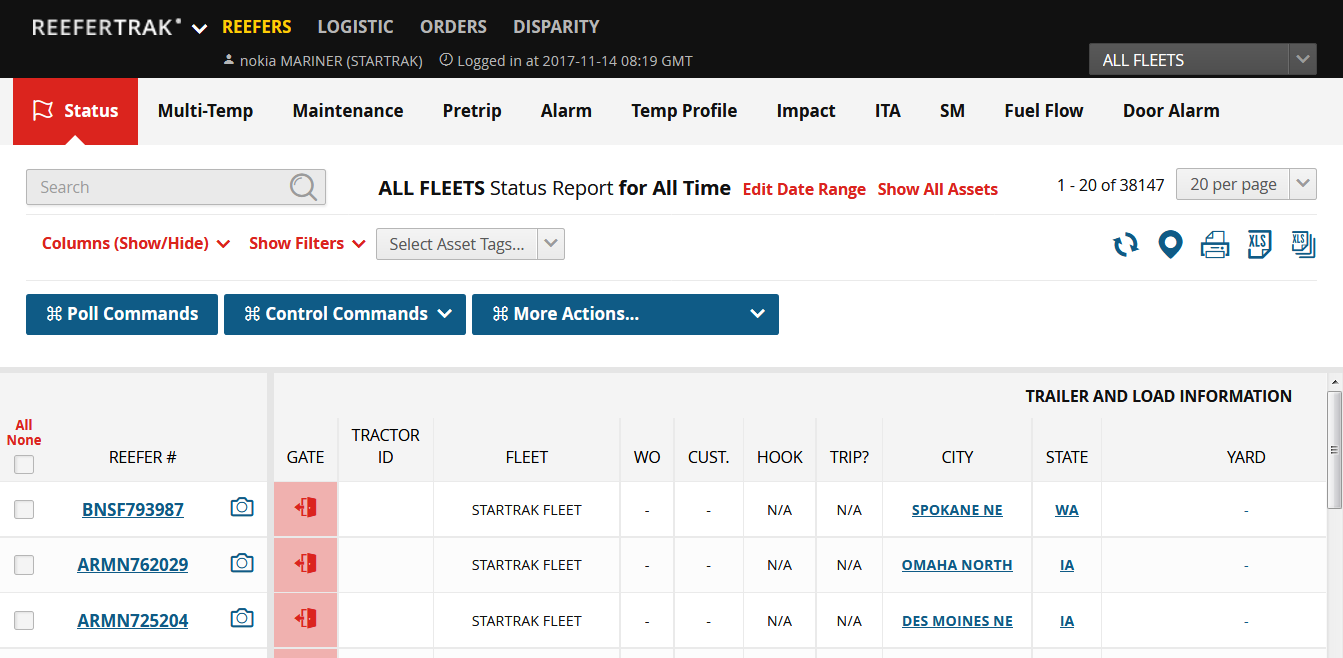 REEFERTRAK REEFERS LOGISTIC ORDERS DISPARITY
nokia MARINER (STARTRAK) Logged in at 2017-11-14 08:19 GMT
ALL FLEETS
Status Multi-Temp Maintenance Pretrip Alarm Temp Profile Impact ITA SM Fuel Flow Door Alarm
Search ALL FLEETS Status Report for All Time Edit Date Range Show All Assets 1 - 20 of 38147 20 per page
Columns (Show/Hide) Show Filters Select Asset Tags... XLS XLS
⌘ Poll Commands ⌘ Control Commands ⌘ More Actions...
TRAILER AND LOAD INFORMATION
All
None
REEFER # GATE TRACTOR ID FLEET WO CUST. HOOK TRIP? CITY STATE YARD
BNSF793987 STARTRAK FLEET - - N/A N/A SPOKANE NE WA -
ARMN762029 STARTRAK FLEET - - N/A N/A OMAHA NORTH IA -
ARMN725204 STARTRAK FLEET - - N/A N/A DES MOINES NE IA -